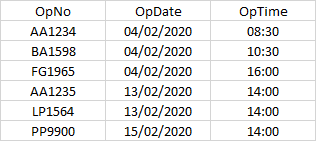 OpNo OpDate OpTime
AA1234 04/02/2020 08:30
BA1598 04/02/2020 10:30
FG1965 04/02/2020 16:00
AA1235 13/02/2020 14:00
LP1564 13/02/2020 14:00
PP9900 15/02/2020 14:00